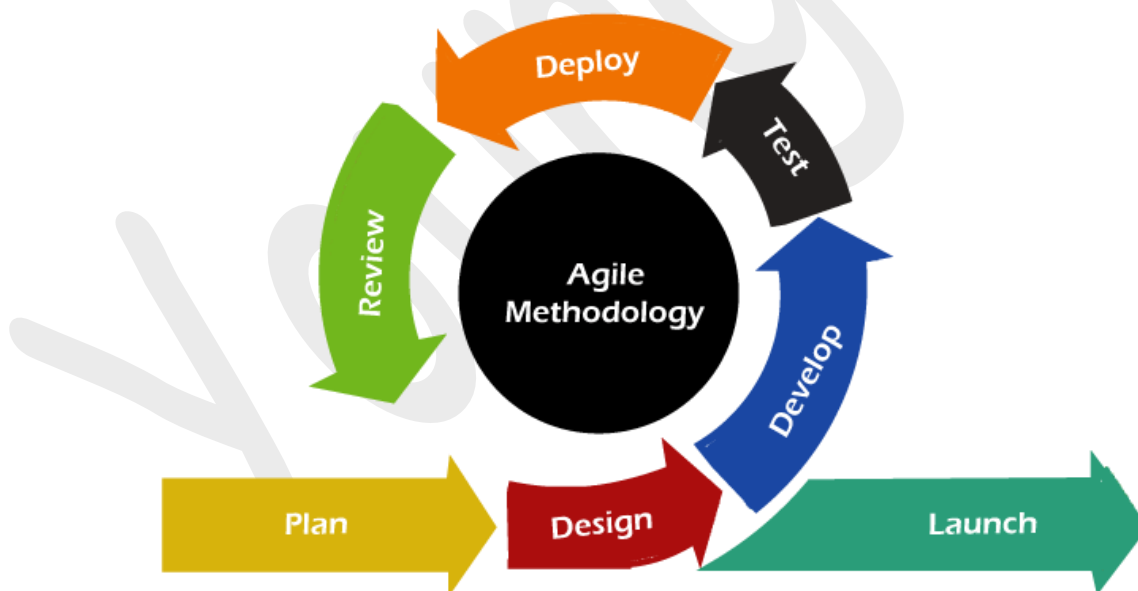 Deploy
Test
Review
Agile
Methodology
Develop
Plan
Design
Launch